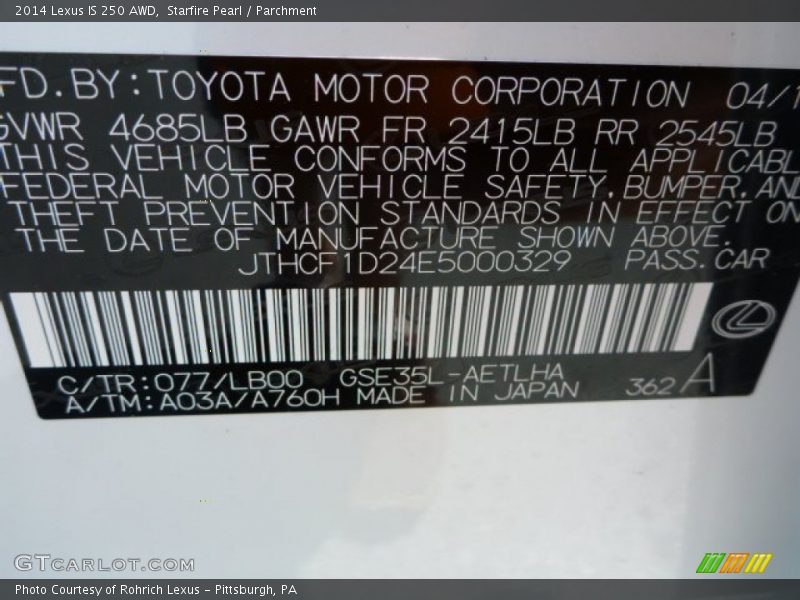 2014 Lexus IS 250 AWD, Starfire Pearl / Parchment
FD.BY:TOYOTA MOTOR CORPORATION 04/1
GVWR 4685LB GAWR FR 2415LB RR 2545LB
THIS VEHICLE CONFORMS TO ALL APPLICABL
FEDERAL MOTOR VEHICLE SAFETY,BUMPER,AND
THEFT PREVENTION STANDARDS IN EFFECT ON
THE DATE OF MANUFACTURE SHOWN ABOVE.
JTHCF1D24E5000329 PASS.CAR
C/TR:077/LB00 GSE35L-AETLHA
A/TM:A03A/A760H MADE IN JAPAN 362 A
GTCARLOT.COM
Photo Courtesy of Rohrich Lexus - Pittsburgh, PA